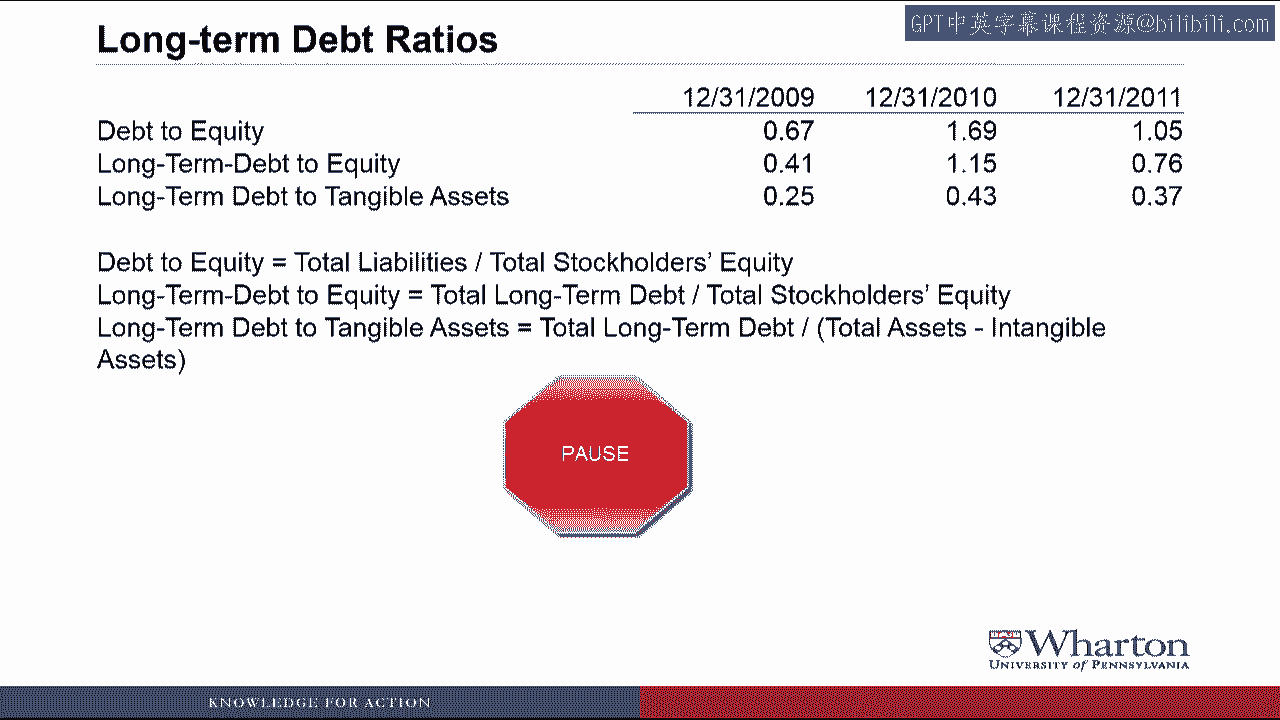 GPT中英字幕课程资源@bilibili.com
Long-term Debt Ratios
12/31/2009 12/31/2010 12/31/2011
Debt to Equity 0.67 1.69 1.05
Long-Term-Debt to Equity 0.41 1.15 0.76
Long-Term Debt to Tangible Assets 0.25 0.43 0.37
Debt to Equity = Total Liabilities / Total Stockholders’ Equity
Long-Term-Debt to Equity = Total Long-Term Debt / Total Stockholders’ Equity
Long-Term Debt to Tangible Assets = Total Long-Term Debt / (Total Assets - Intangible
Assets)
PAUSE
Wharton
UNIVERSITY of PENNSYLVANIA
KNOWLEDGE FOR ACTION